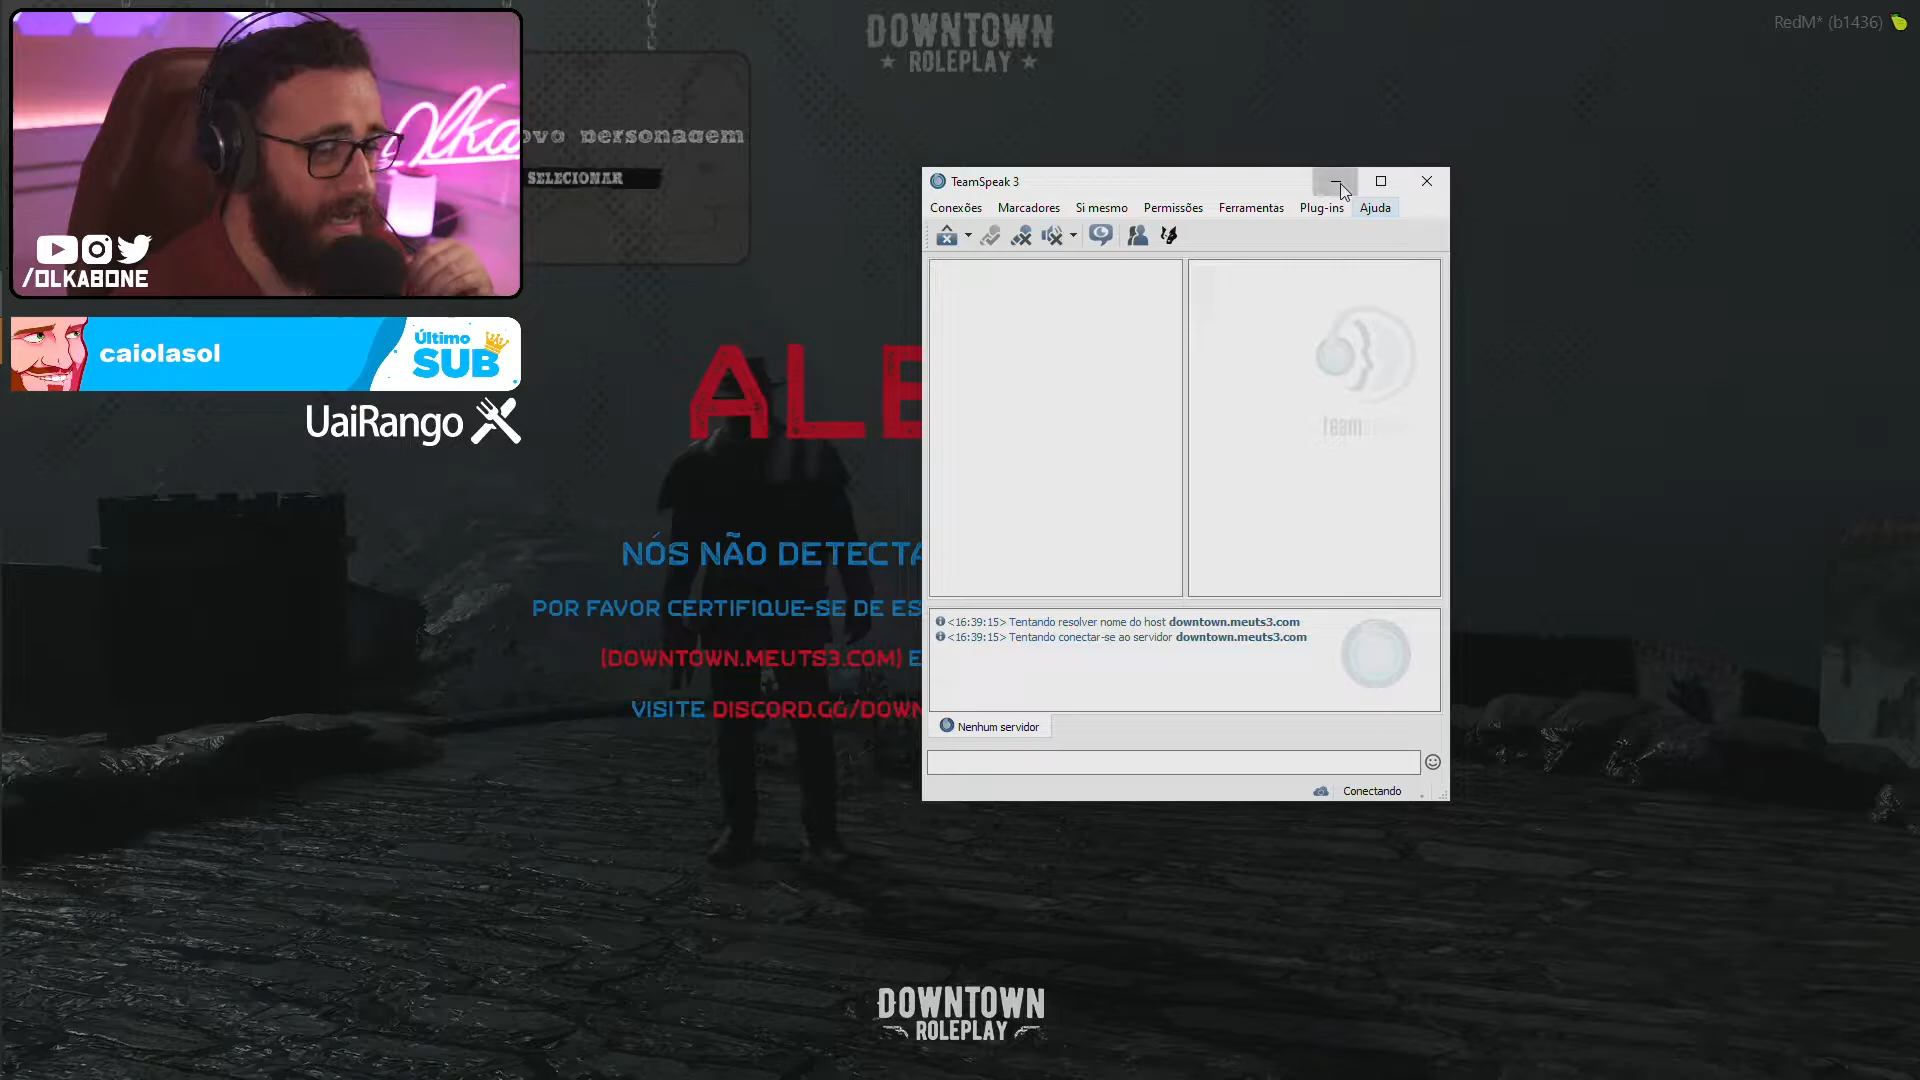 DOWNTOWN
ROLEPLAY
RedM* (b1436)
Olka
ovo personagem
SELECIONAR
/OLKABONE
caiolasol
Último
SUB
UaiRango
ALE
NÓS NÃO DETECTA
POR FAVOR CERTIFIQUE-SE DE ES
(DOWNTOWN.MEUTS3.COM) E
VISITE DISCORD.GG/DOWN
TeamSpeak 3
Conexões Marcadores Si mesmo Permissões Ferramentas Plug-ins Ajuda
team
<16:39:15> Tentando resolver nome do host downtown.meuts3.com
<16:39:15> Tentando conectar-se ao servidor downtown.meuts3.com
Nenhum servidor
Conectando
DOWNTOWN
ROLEPLAY